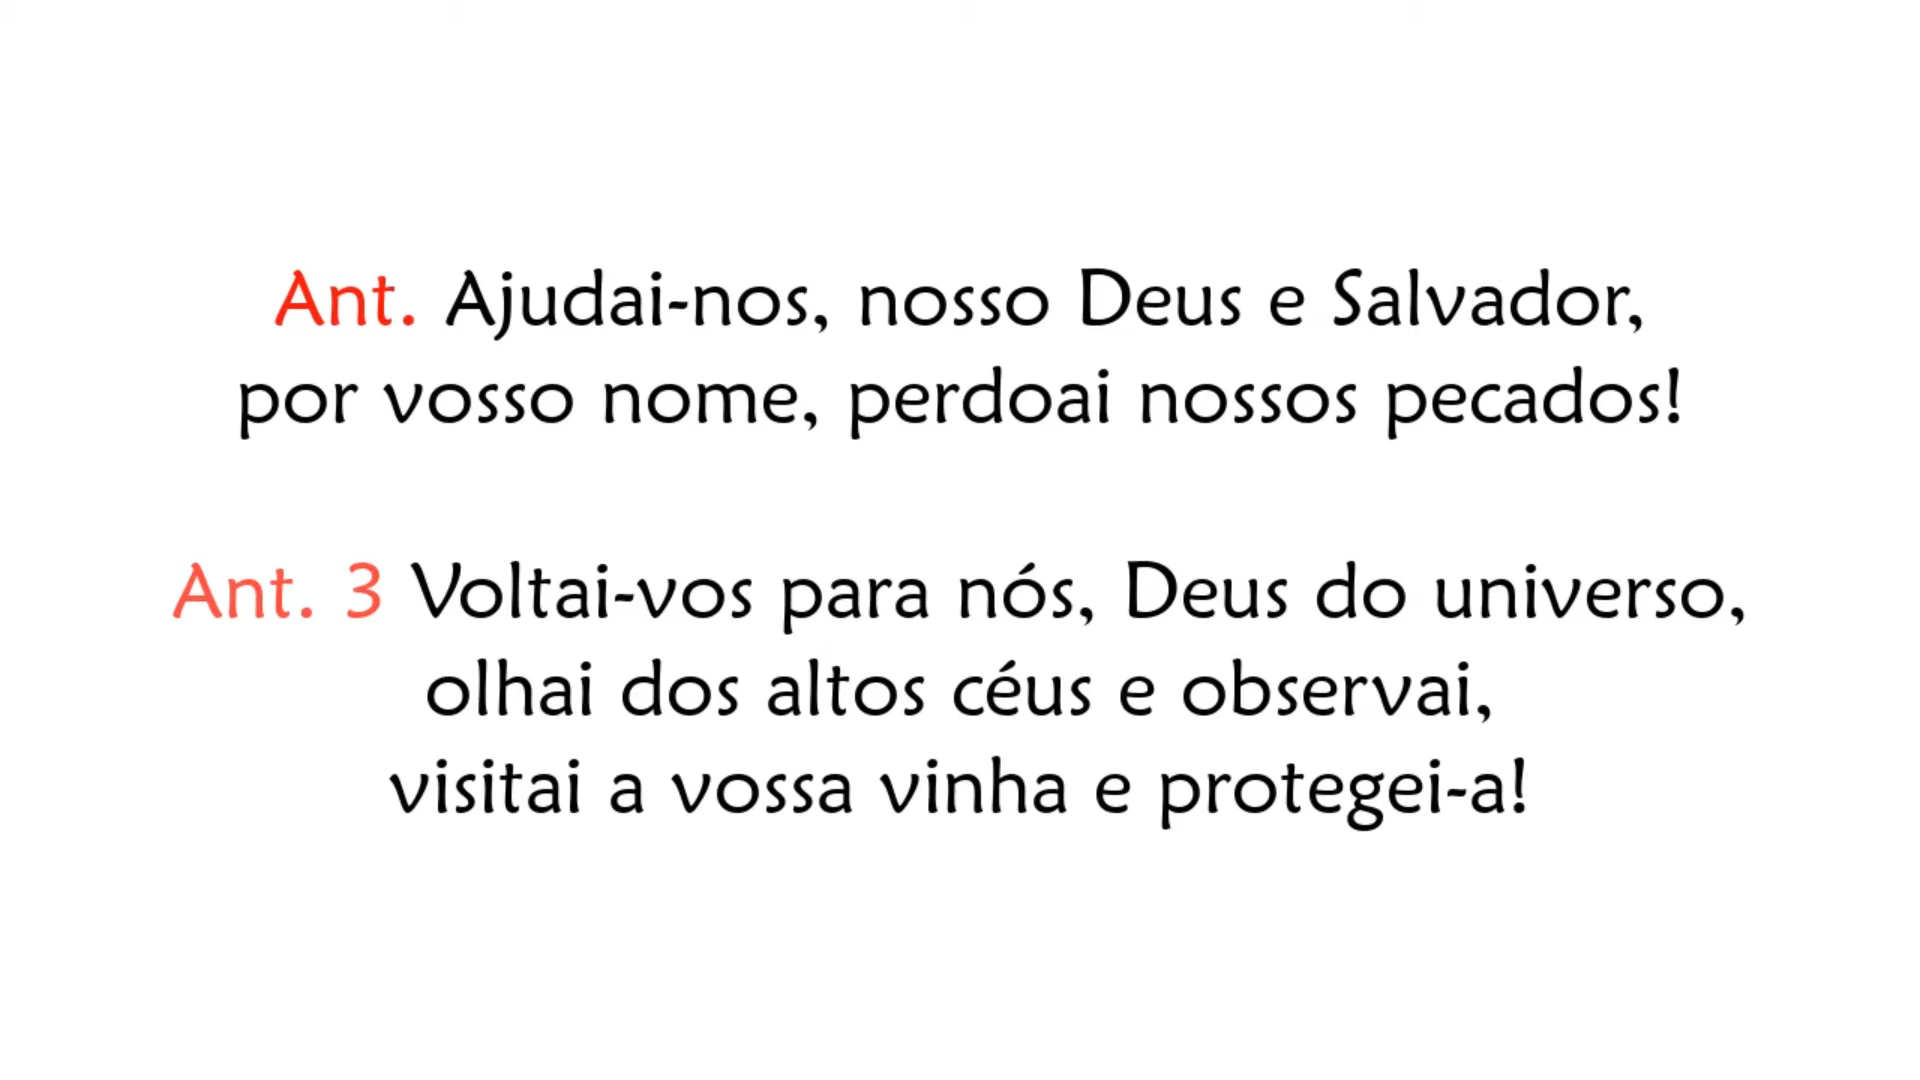 Ant. Ajudai-nos, nosso Deus e Salvador,
por vosso nome, perdoai nossos pecados!
Ant. 3 Voltai-vos para nós, Deus do universo,
olhai dos altos céus e observai,
visitai a vossa vinha e protegei-a!